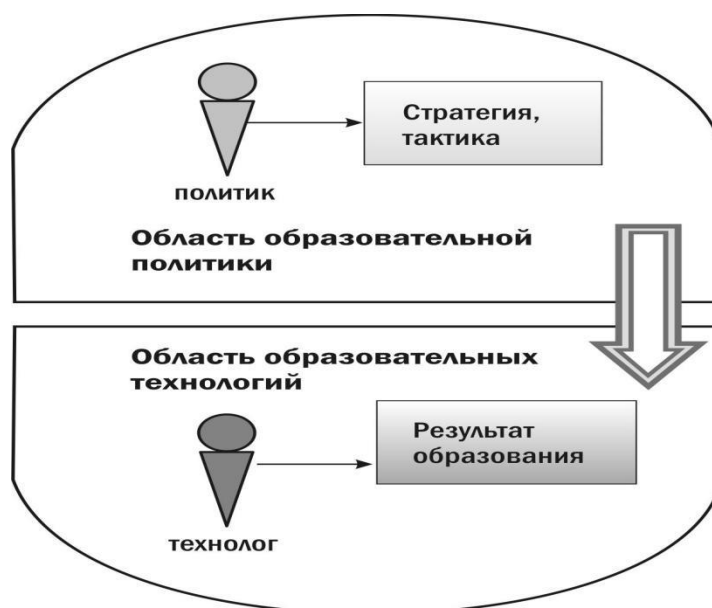 Стратегия,
тактика
политик
Область образовательной
политики
Область образовательных
технологий
Результат
образования
технолог